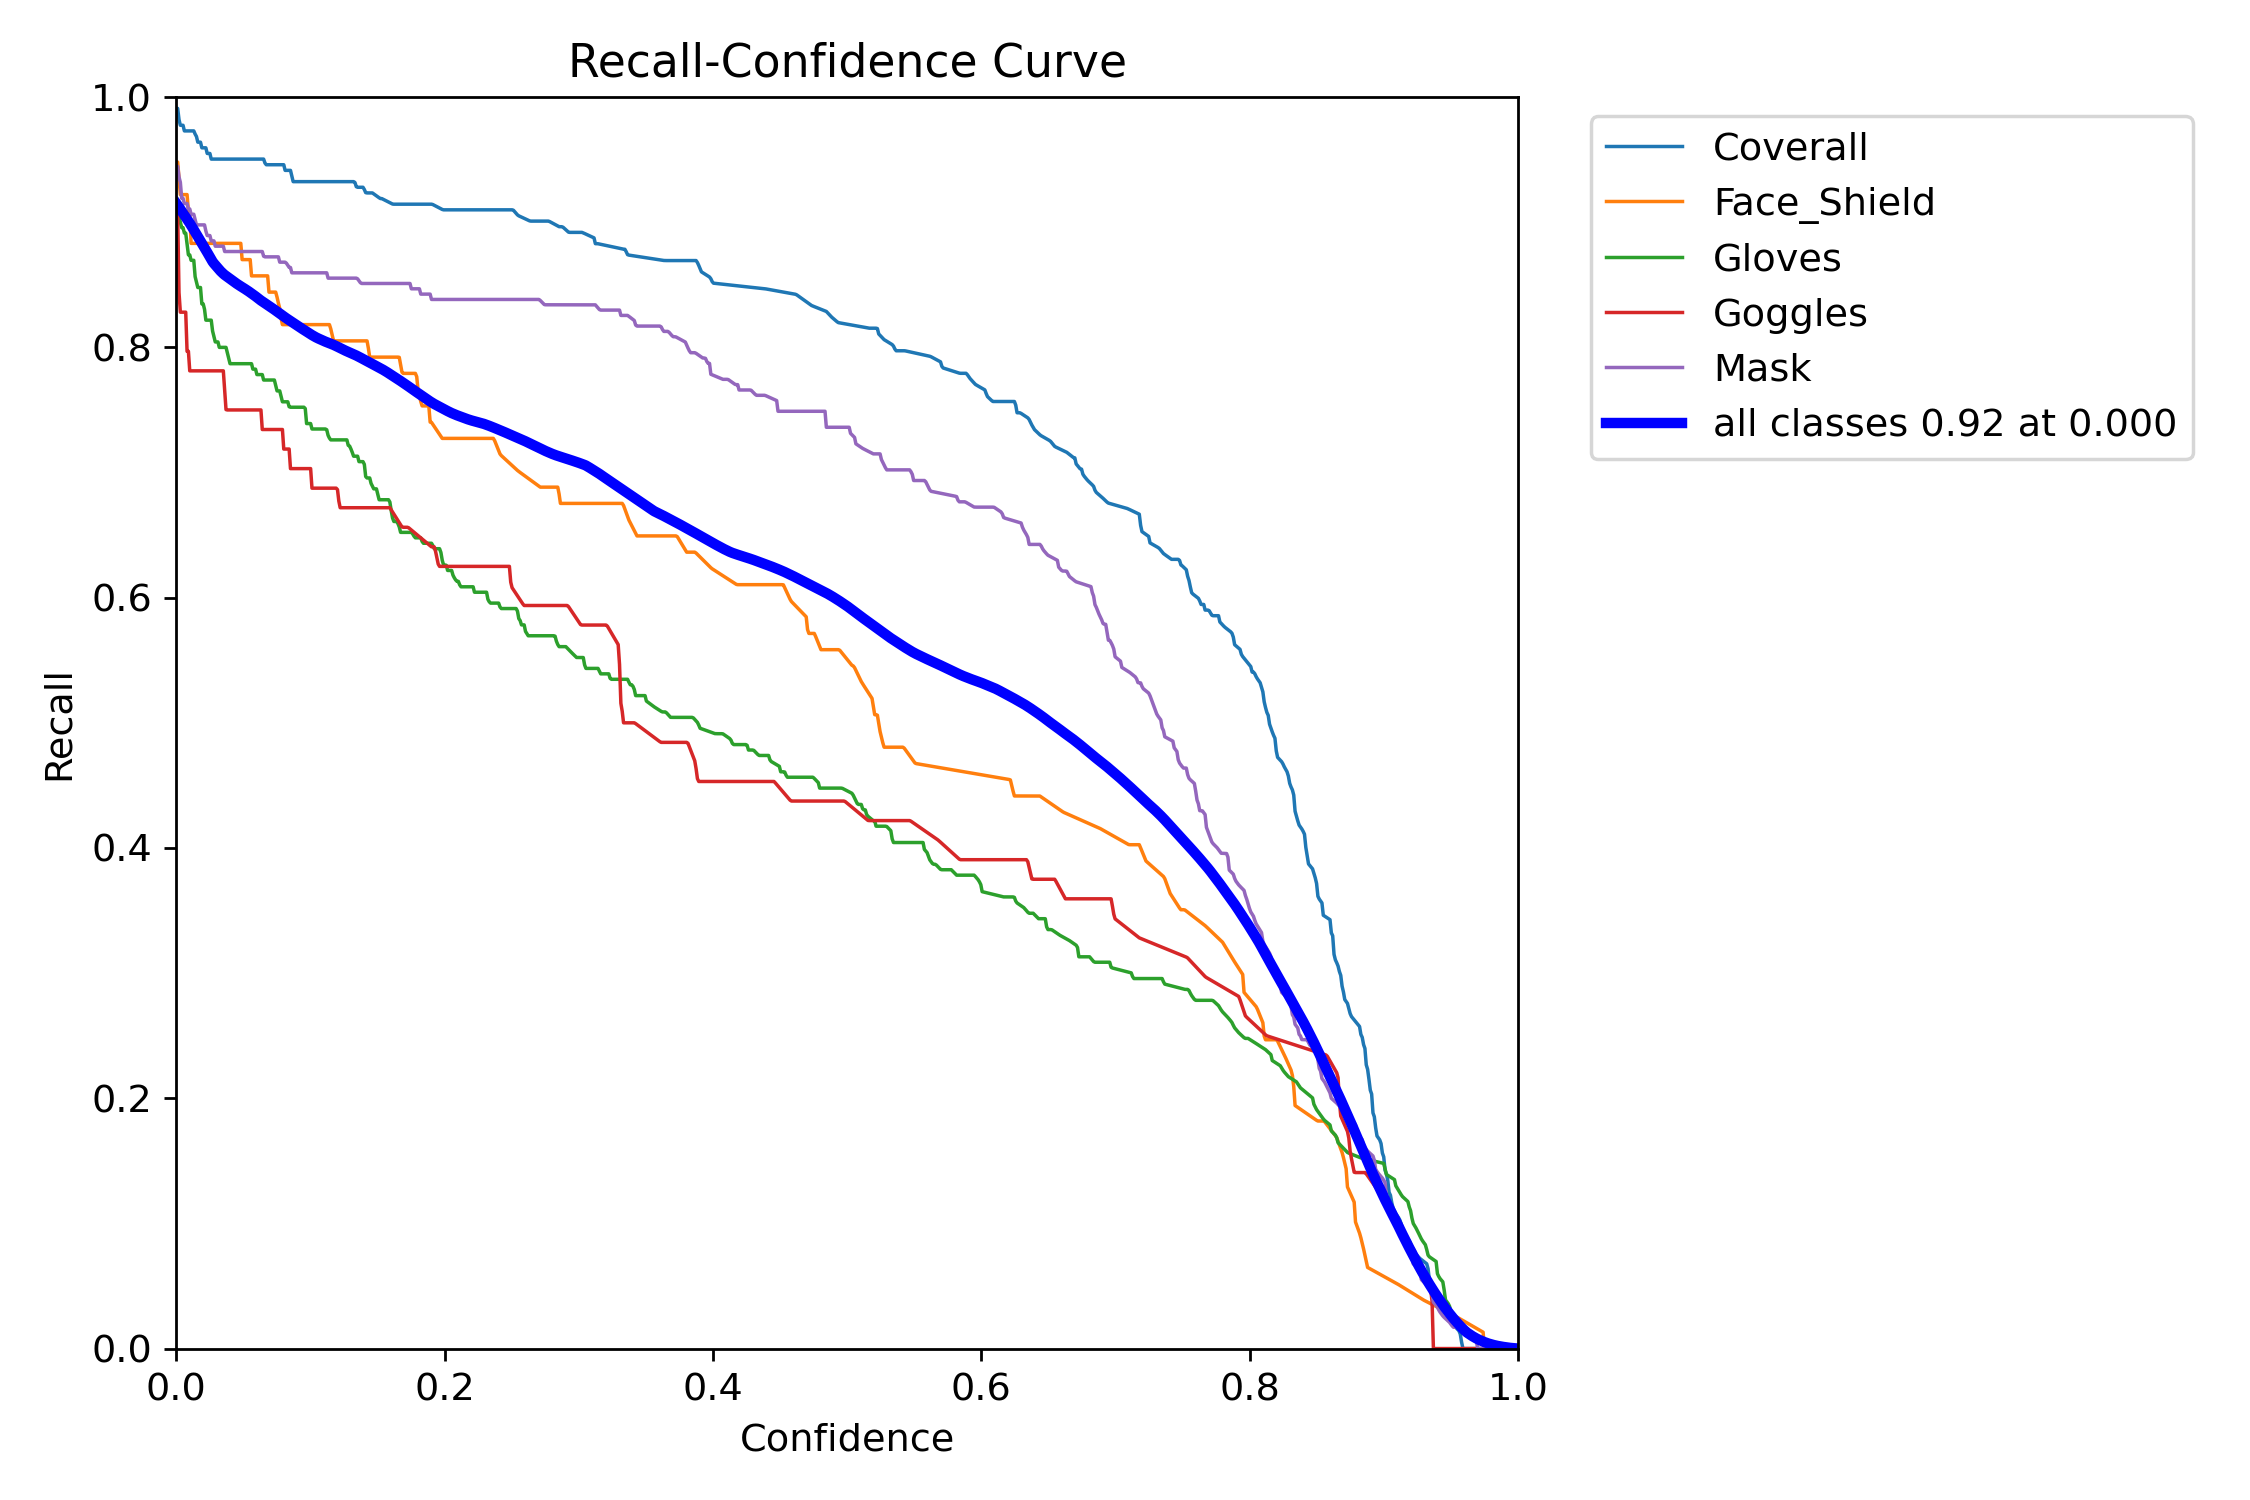 Recall-Confidence Curve
1.0
0.8
0.6
0.4
0.2
0.0
Recall
0.0 0.2 0.4 0.6 0.8 1.0
Confidence
Coverall
Face_Shield
Gloves
Goggles
Mask
all classes 0.92 at 0.000